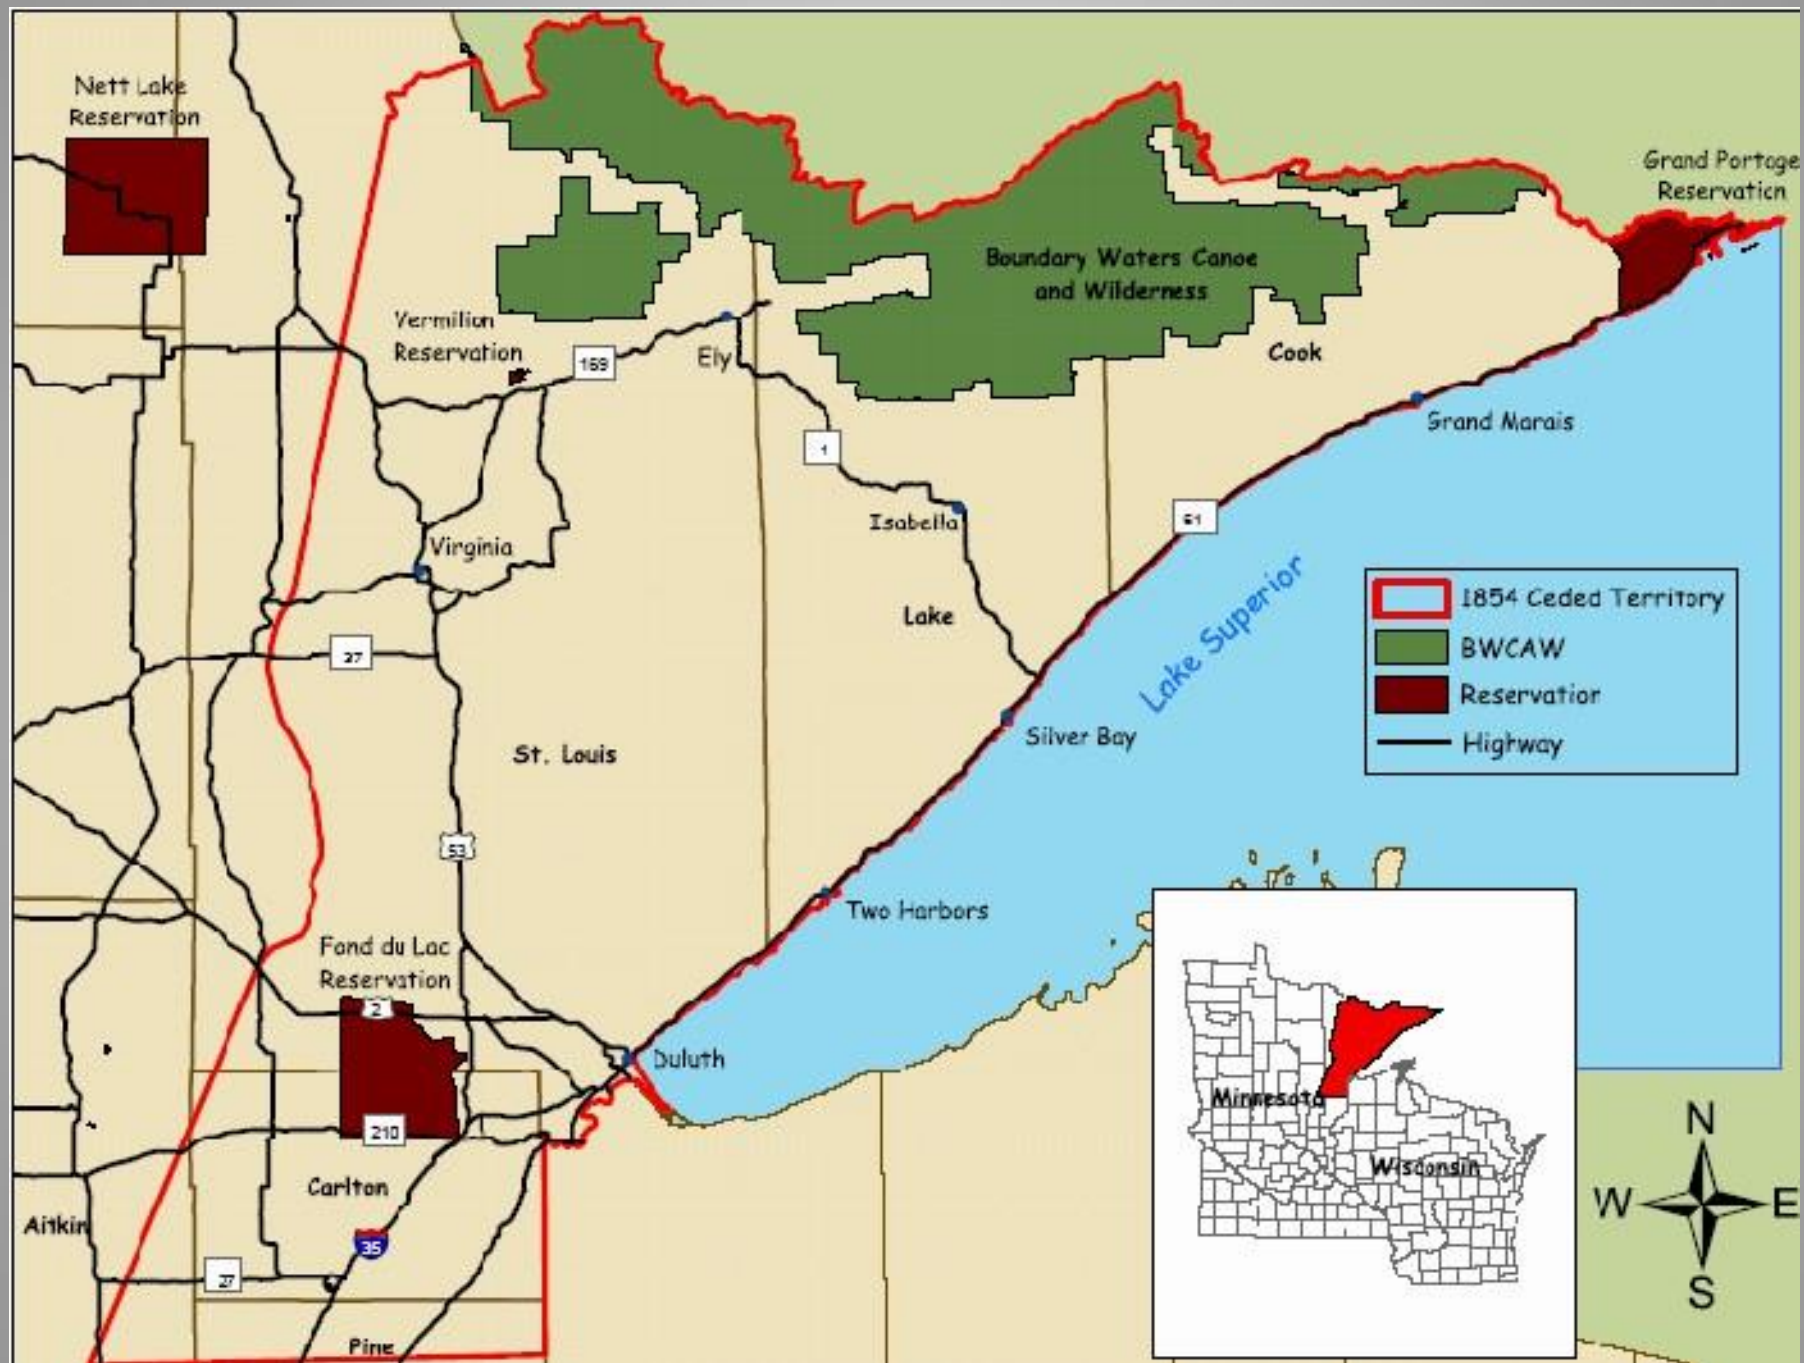 Nett Lake
Reservation
Grand Portage
Reservation
Boundary Waters Canoe
and Wilderness
Vermilion
Reservation
169
Ely
Cook
Grand Marais
1
Isabella
61
Virginia
Lake
37
Lake Superior
1854 Ceded Territory
BWCAW
Reservation
Highway
Silver Bay
St. Louis
53
Two Harbors
Fond du Lac
Reservation
2
Duluth
210
Carlton
Aitkin
35
27
Pine
Minnesota
Wisconsin
N
W
E
S